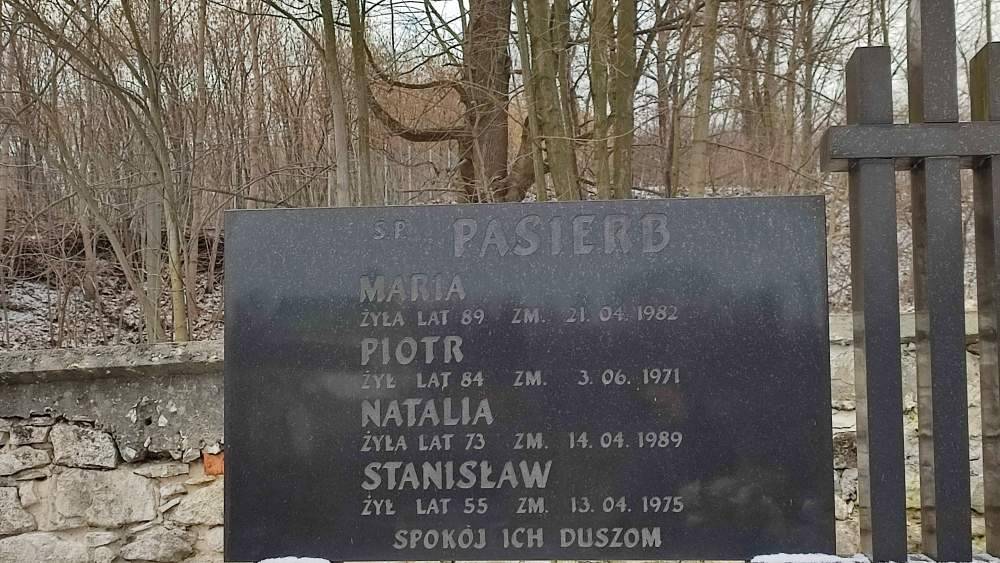 Ś.P. PASIERB
MARIA
ŻYŁA LAT 89 ZM. 21.04.1982
PIOTR
ŻYŁ LAT 84 ZM. 3.06.1971
NATALIA
ŻYŁA LAT 73 ZM. 14.04.1989
STANISŁAW
ŻYŁ LAT 55 ZM. 13.04.1975
SPOKÓJ ICH DUSZOM